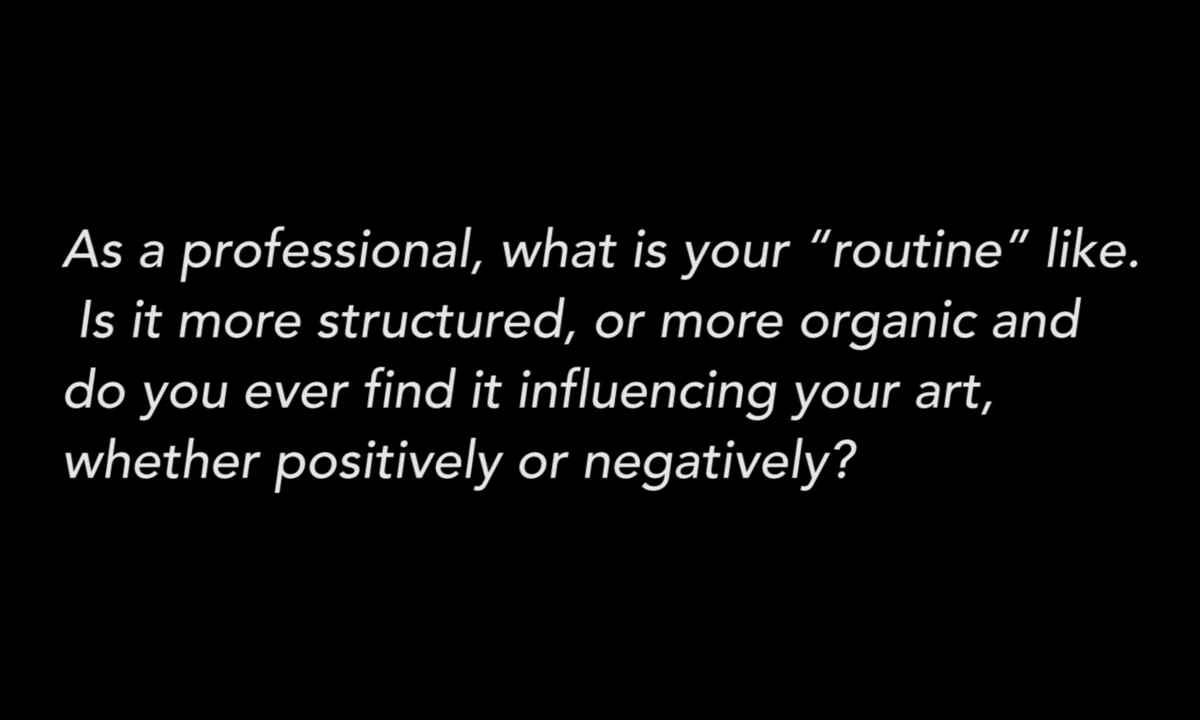 As a professional, what is your “routine” like.
Is it more structured, or more organic and
do you ever find it influencing your art,
whether positively or negatively?